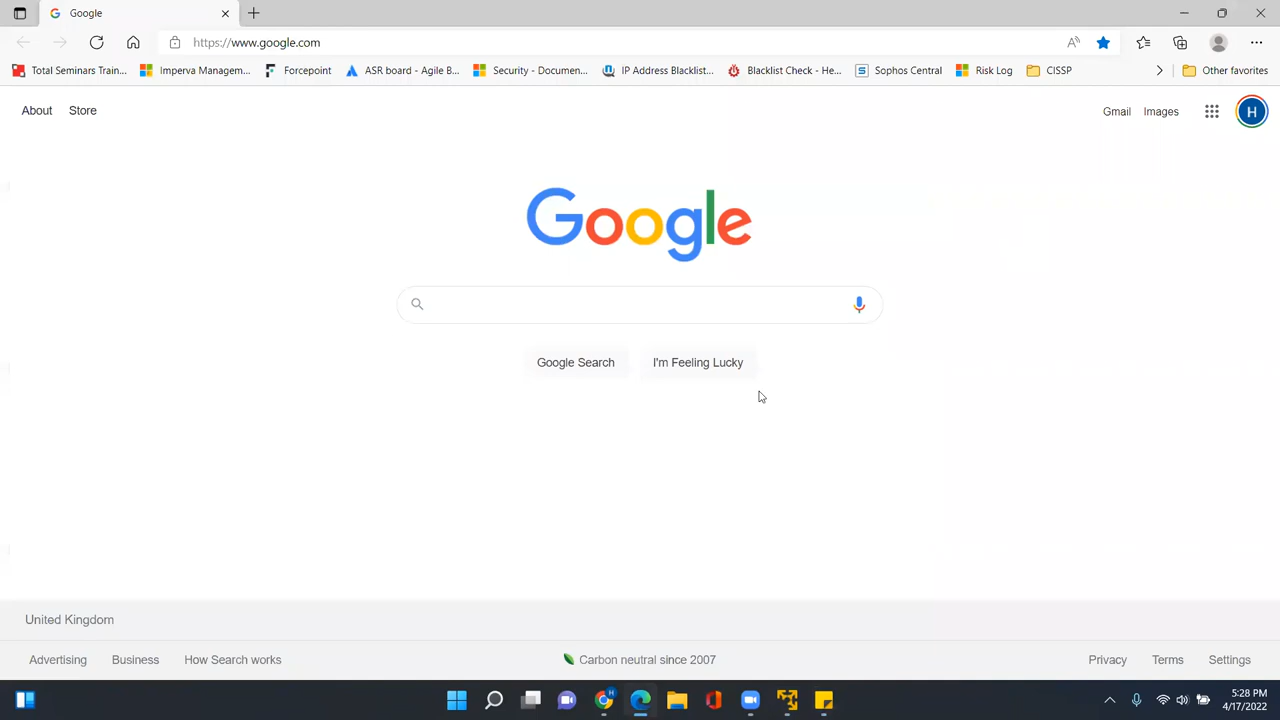 Google
https://www.google.com
Total Seminars Train...
Imperva Managem...
Forcepoint
ASR board - Agile B...
Security - Documen...
IP Address Blacklist...
Blacklist Check - He...
Sophos Central
Risk Log
CISSP
Other favorites
About
Store
Gmail
Images
H
Google
Google Search
I'm Feeling Lucky
United Kingdom
Advertising
Business
How Search works
Carbon neutral since 2007
Privacy
Terms
Settings
5:28 PM
4/17/2022